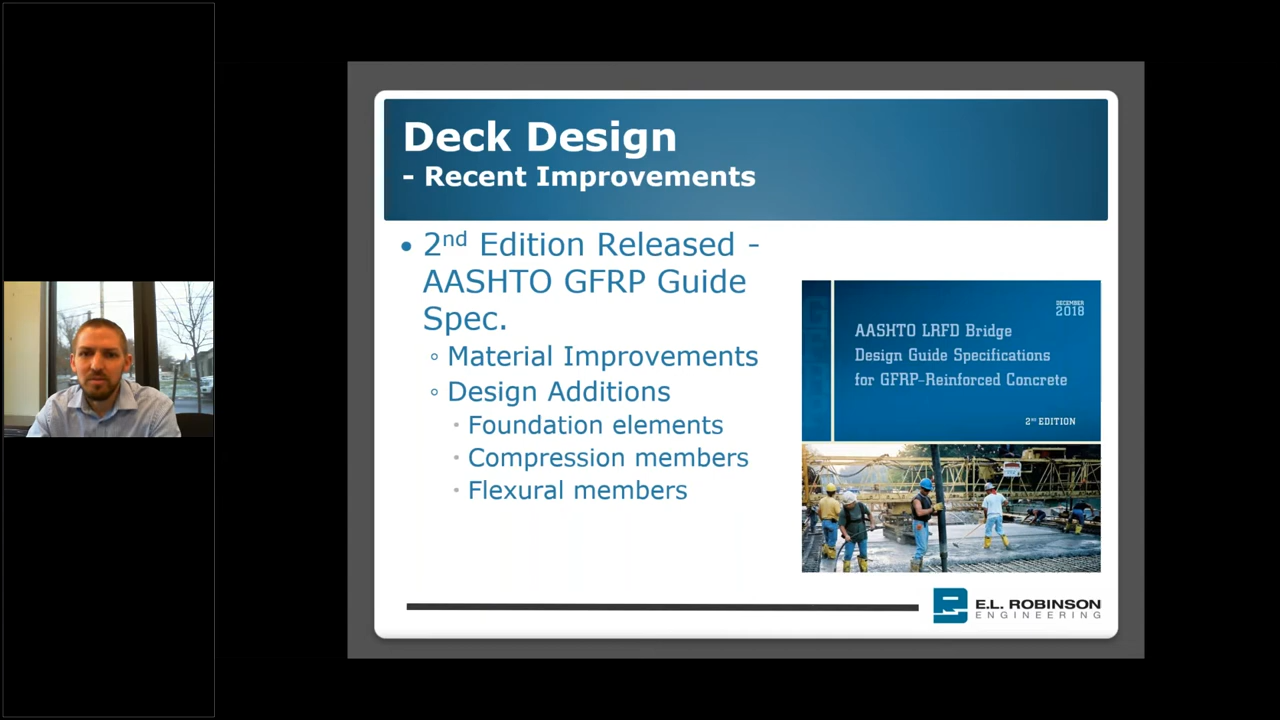 Deck Design
- Recent Improvements
• 2nd Edition Released -
AASHTO GFRP Guide
Spec.
◦ Material Improvements
◦ Design Additions
▪ Foundation elements
▪ Compression members
▪ Flexural members
DECEMBER
2018
AASHTO LRFD Bridge
Design Guide Specifications
for GFRP-Reinforced Concrete
2ND EDITION
E.L. ROBINSON
ENGINEERING